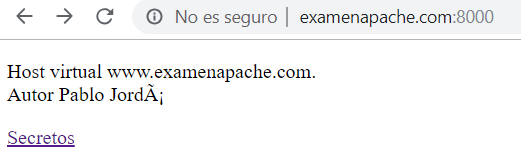 No es seguro | examenapache.com:8000
Host virtual www.examenapache.com.
Autor Pablo JordÃ¡
Secretos